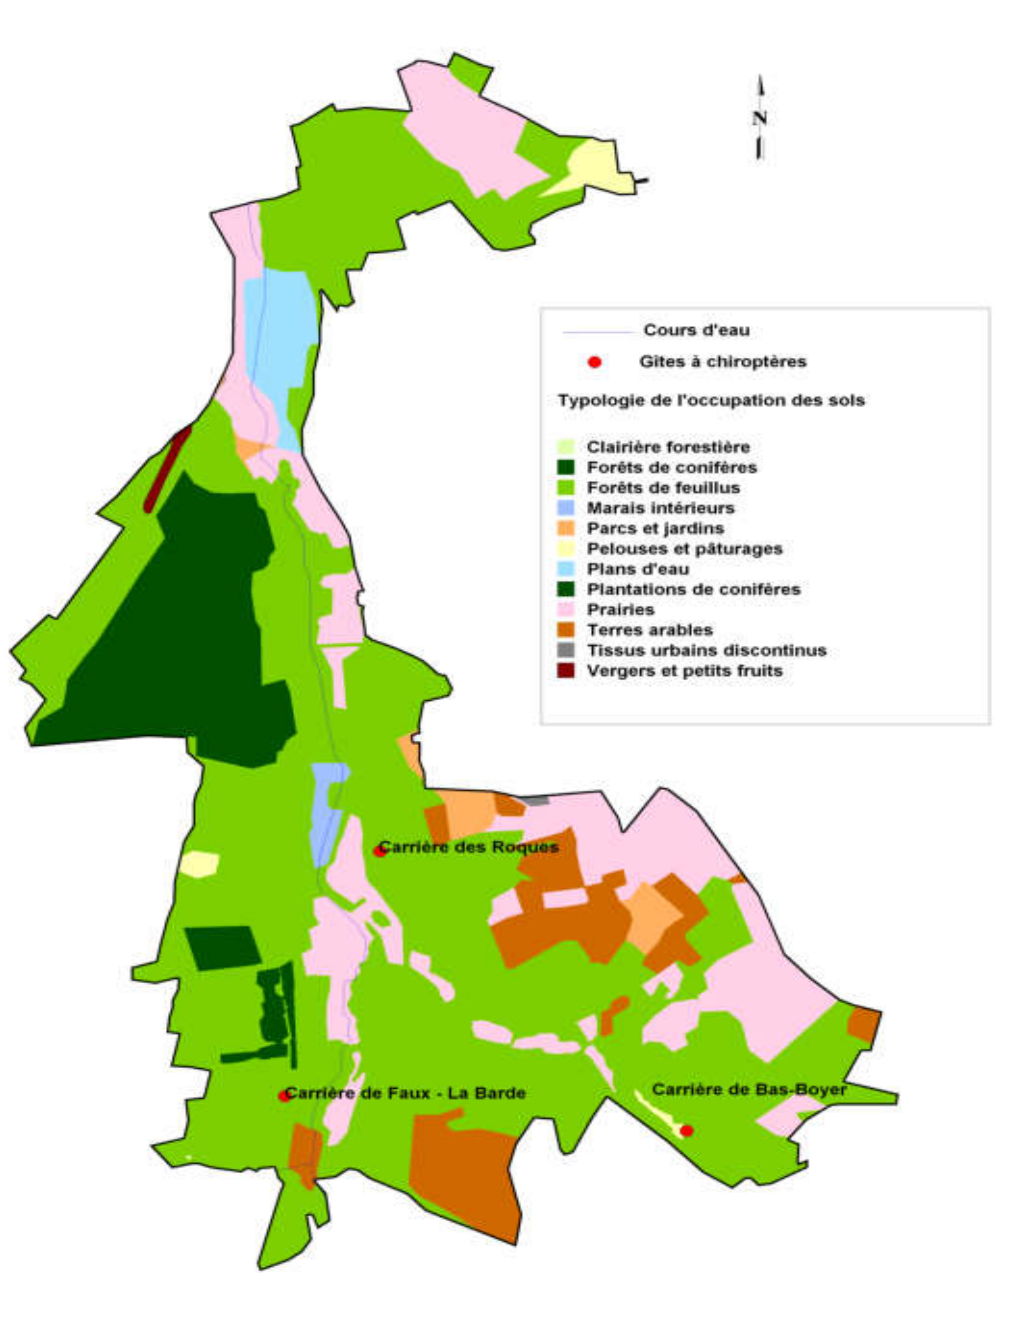 N
Cours d'eau
Gîtes à chiroptères
Typologie de l'occupation des sols
Clairière forestière
Forêts de conifères
Forêts de feuillus
Marais intérieurs
Parcs et jardins
Pelouses et pâturages
Plans d'eau
Plantations de conifères
Prairies
Terres arables
Tissus urbains discontinus
Vergers et petits fruits
Carrière des Roques
Carrière de Faux - La Barde
Carrière de Bas-Boyer